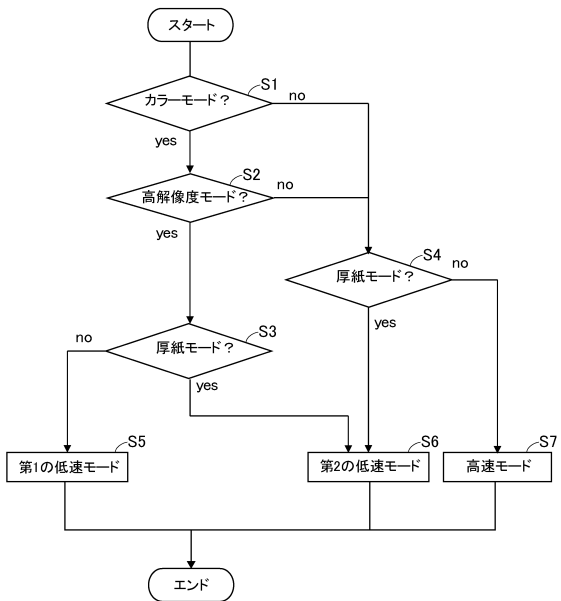 スタート
S1
カラーモード？
no
yes
S2
高解像度モード？
no
yes
S4
厚紙モード？
no
yes
S3
厚紙モード？
no
yes
S5
第1の低速モード
S6
第2の低速モード
S7
高速モード
エンド